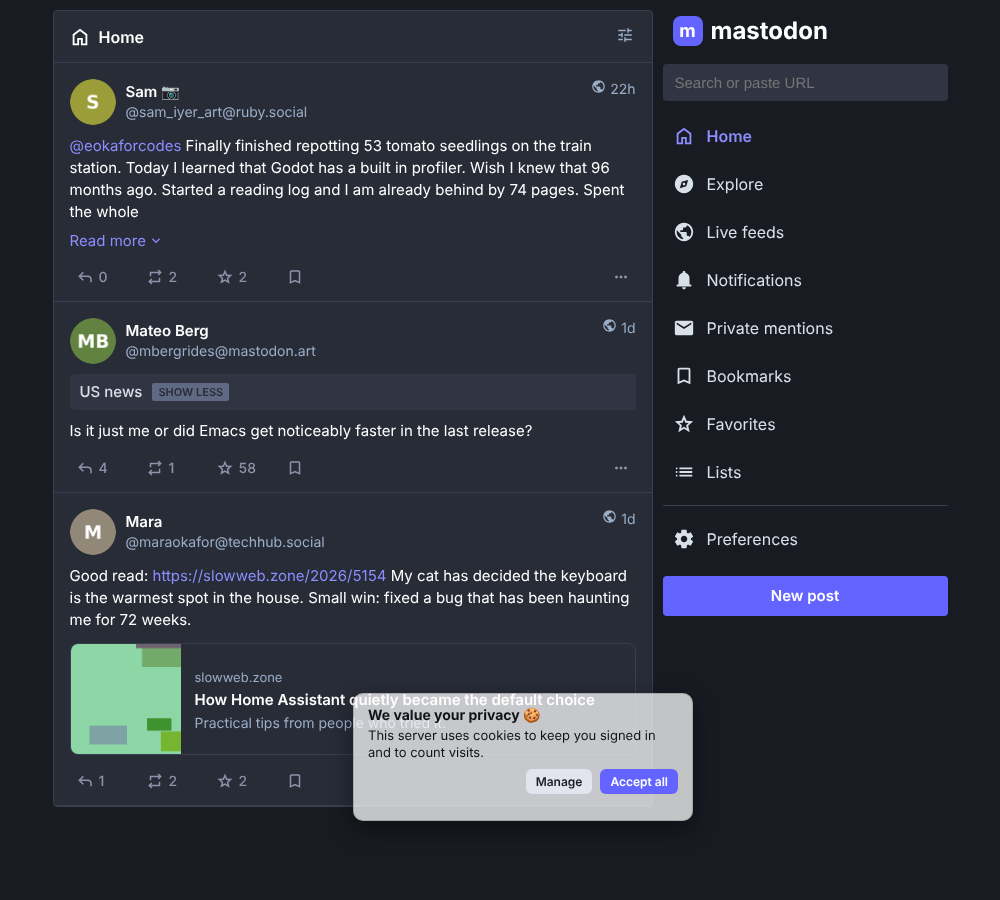 Home
S
Sam 📷
22h
@sam_iyer_art@ruby.social
@eokaforcodes Finally finished repotting 53 tomato seedlings on the train
station. Today I learned that Godot has a built in profiler. Wish I knew that 96
months ago. Started a reading log and I am already behind by 74 pages. Spent
the whole
Read more
0 2 2
MB
Mateo Berg
1d
@mbergrides@mastodon.art
US news SHOW LESS
Is it just me or did Emacs get noticeably faster in the last release?
4 1 58
M
Mara
1d
@maraokafor@techhub.social
Good read: https://slowweb.zone/2026/5154 My cat has decided the keyboard
is the warmest spot in the house. Small win: fixed a bug that has been haunting
me for 72 weeks.
slowweb.zone
How Home Assistant quietly became the default choice
Practical tips from people who tried it.
1 2 2
We value your privacy 🍪
This server uses cookies to keep you signed in
and to count visits.
Manage
Accept all
m mastodon
Search or paste URL
Home
Explore
Live feeds
Notifications
Private mentions
Bookmarks
Favorites
Lists
Preferences
New post